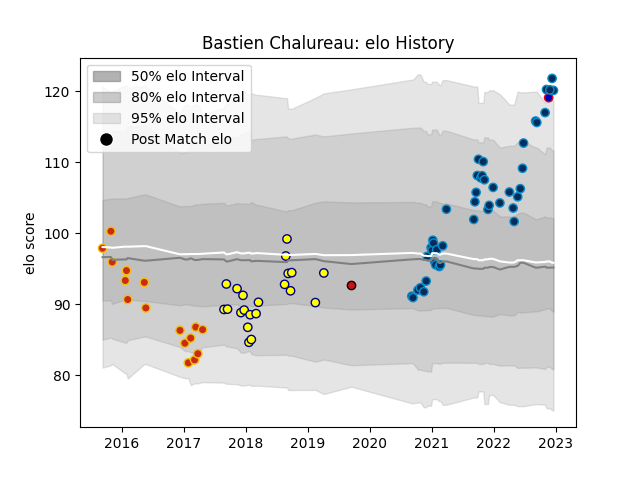 Bastien Chalureau: elo History
50% elo Interval
80% elo Interval
95% elo Interval
Post Match elo
elo score
120
110
100
90
80
2016 2017 2018 2019 2020 2021 2022 2023